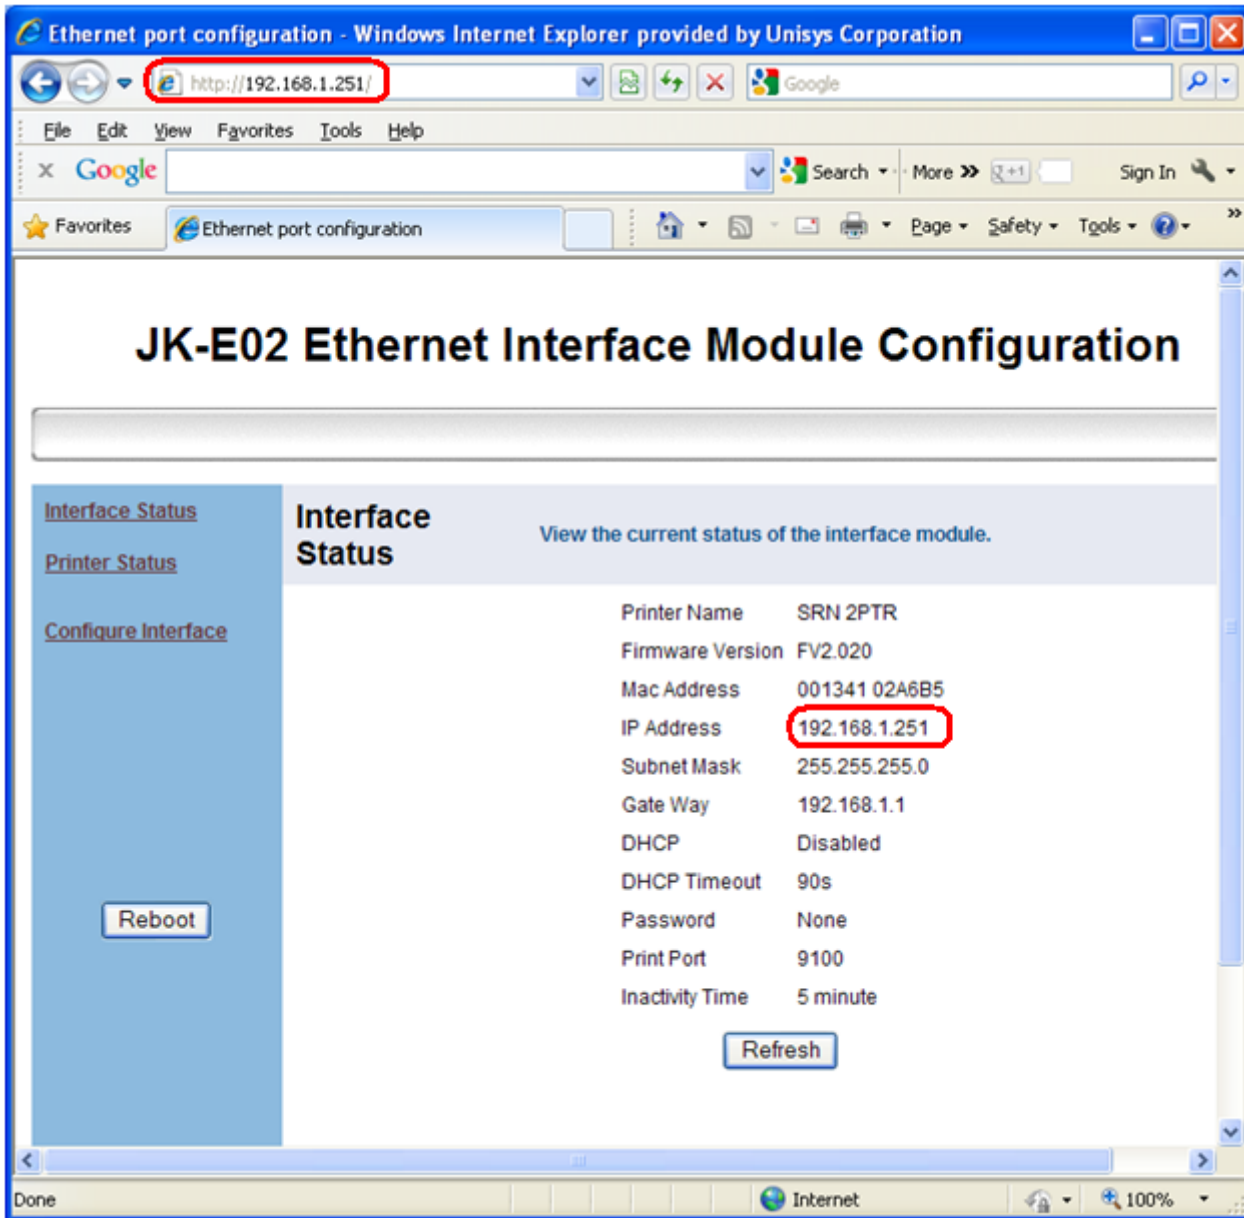 Ethernet port configuration - Windows Internet Explorer provided by Unisys Corporation
http://192.168.1.251/
Google
File Edit View Favorites Tools Help
x Google Search More >> +1 Sign In
Favorites Ethernet port configuration Page Safety Tools >>
JK-E02 Ethernet Interface Module Configuration
Interface Status
Printer Status
Configure Interface
Reboot
Interface
Status
View the current status of the interface module.
Printer Name SRN 2PTR
Firmware Version FV2.020
Mac Address 001341 02A6B5
IP Address 192.168.1.251
Subnet Mask 255.255.255.0
Gate Way 192.168.1.1
DHCP Disabled
DHCP Timeout 90s
Password None
Print Port 9100
Inactivity Time 5 minute
Refresh
Done Internet 100%